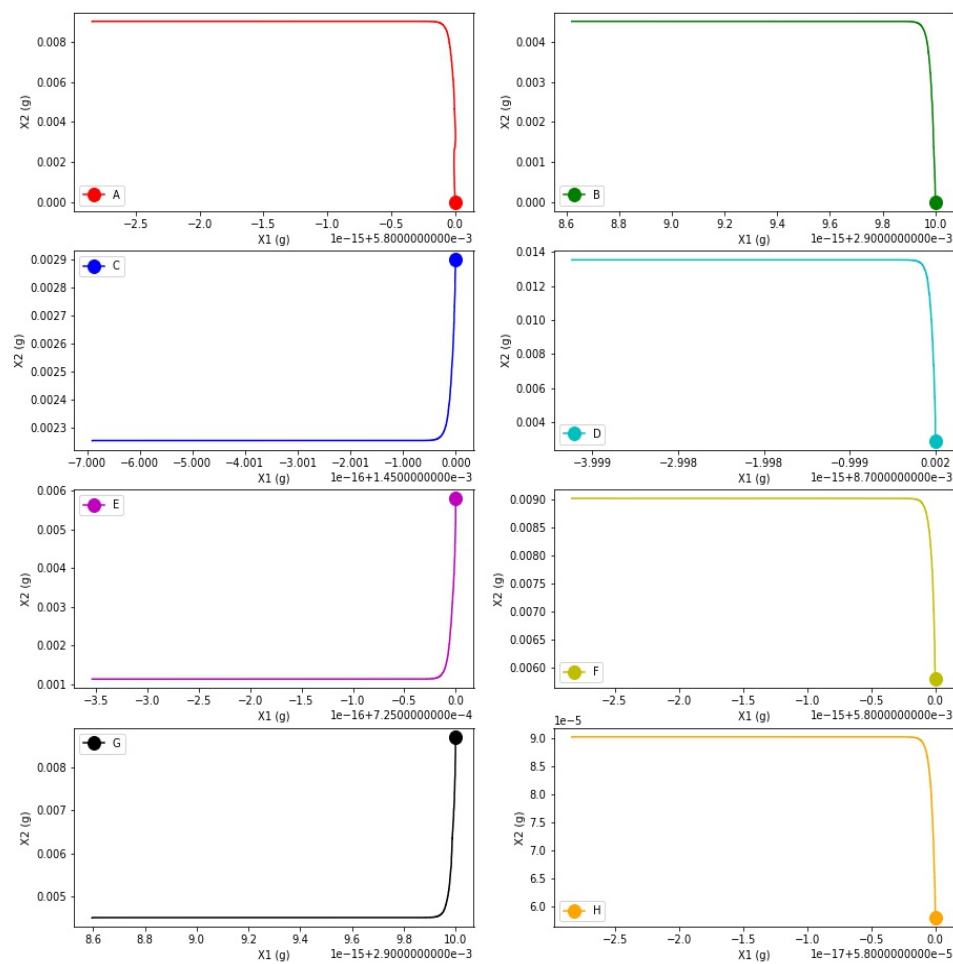 0.008
0.006
0.004
0.002
0.000
X2 (g)
A
−2.5 −2.0 −1.5 −1.0 −0.5 0.0
X1 (g)
1e−15+5.8000000000e−3
0.004
0.003
0.002
0.001
0.000
X2 (g)
B
8.6 8.8 9.0 9.2 9.4 9.6 9.8 10.0
X1 (g)
1e−15+2.9000000000e−3
0.0029
0.0028
0.0027
0.0026
0.0025
0.0024
0.0023
X2 (g)
C
−7.000 −5.000 −4.001 −3.001 −1.000 0.000
X1 (g)
1e−16+1.4500000000e−3
0.014
0.012
0.010
0.008
0.006
0.004
X2 (g)
D
−3.999 −2.998 −1.998 −0.999 0.002
X1 (g)
1e−15+8.7000000000e−3
0.006
0.005
0.004
0.003
0.002
0.001
X2 (g)
E
−3.5 −3.0 −2.5 −2.0 −1.5 −1.0 −0.5 0.0
X1 (g)
1e−16+7.2500000000e−4
0.0090
0.0085
0.0080
0.0075
0.0070
0.0065
0.0060
X2 (g)
F
−2.5 −2.0 −1.5 −1.0 −0.5 0.0
X1 (g)
1e−15+5.8000000000e−3
0.008
0.007
0.006
0.005
X2 (g)
G
8.6 8.8 9.0 9.2 9.4 9.6 9.8 10.0
X1 (g)
1e−15+2.9000000000e−3
1e−5
9.0
8.5
8.0
7.5
7.0
6.5
6.0
X2 (g)
H
−2.5 −2.0 −1.5 −1.0 −0.5 0.0
X1 (g)
1e−17+5.8000000000e−5